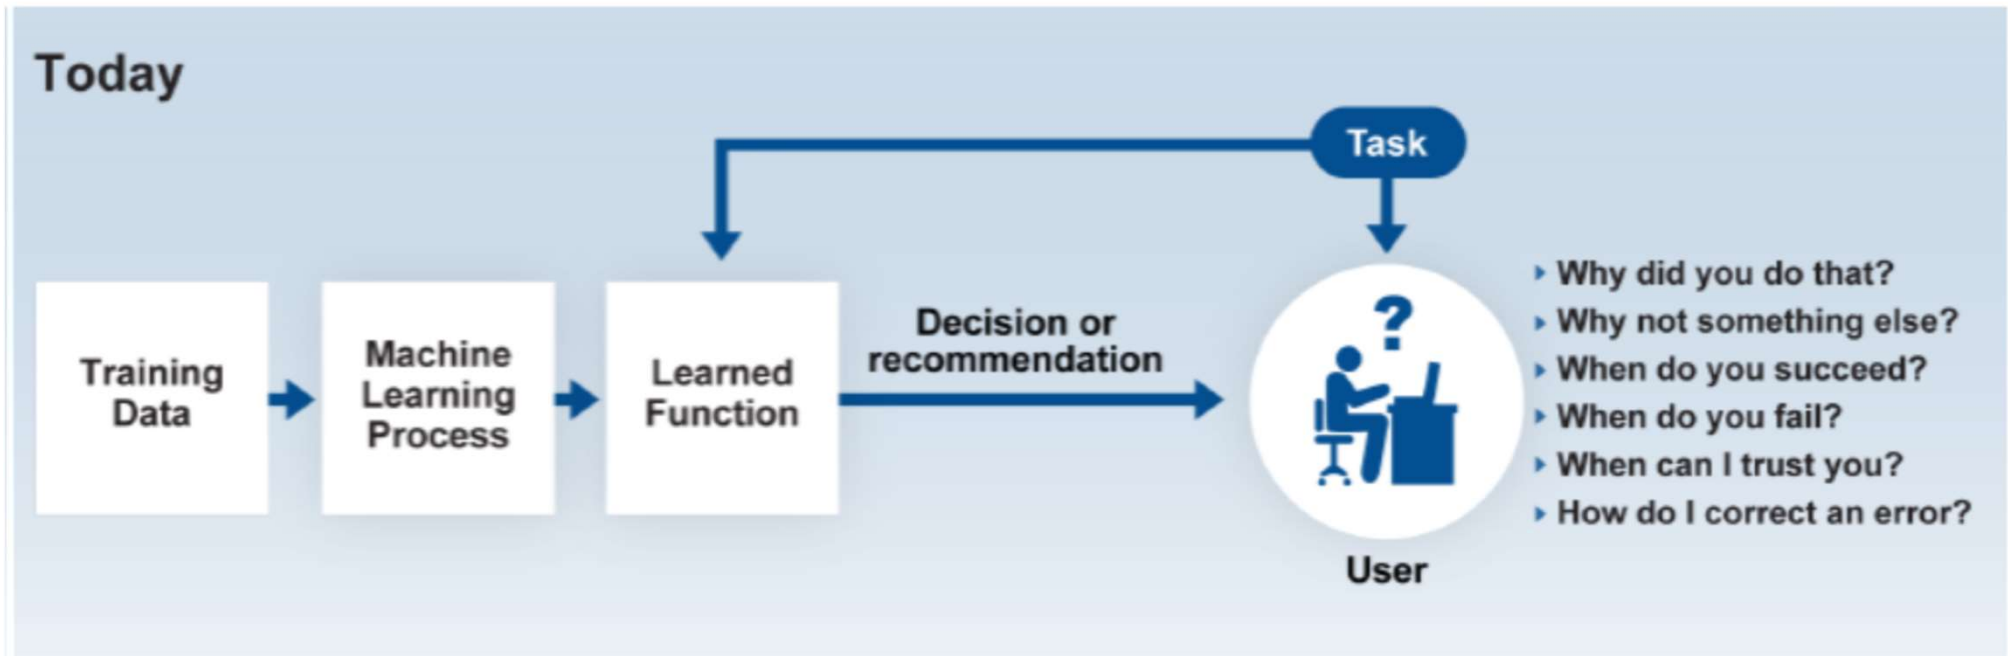 Today
Task
Training
Data
Machine
Learning
Process
Learned
Function
Decision or
recommendation
?
User
Why did you do that?
Why not something else?
When do you succeed?
When do you fail?
When can I trust you?
How do I correct an error?